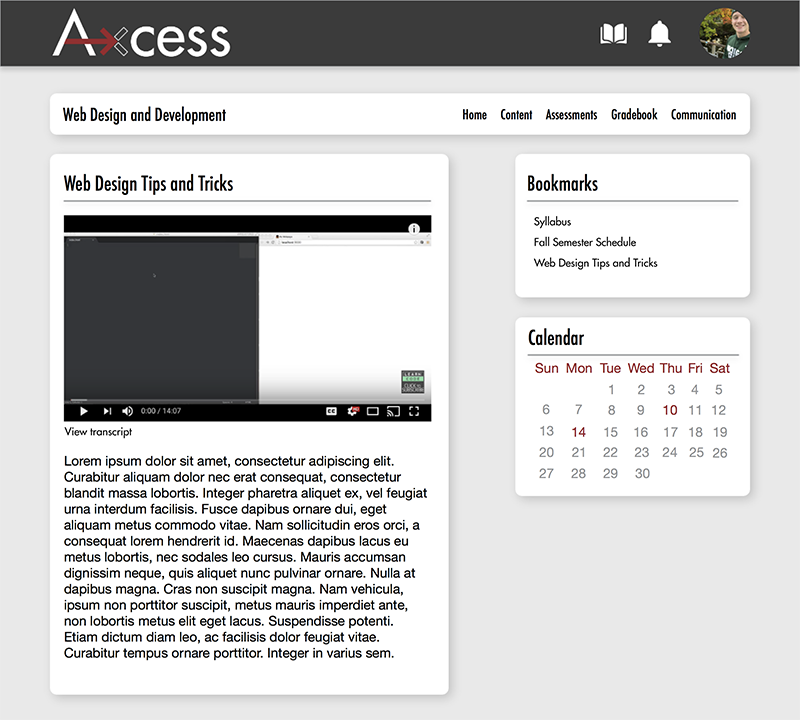 Axcess
Web Design and Development
Home Content Assessments Gradebook Communication
Web Design Tips and Tricks
i
LEARN
CODE
CLICK TO
SUBSCRIBE
0:00 / 14:07
CC
View transcript
Lorem ipsum dolor sit amet, consectetur adipiscing elit.
Curabitur aliquam dolor nec erat consequat, consectetur
blandit massa lobortis. Integer pharetra aliquet ex, vel feugiat
urna interdum facilisis. Fusce dapibus ornare dui, eget
aliquam metus commodo vitae. Nam sollicitudin eros orci, a
consequat lorem hendrerit id. Maecenas dapibus lacus eu
metus lobortis, nec sodales leo cursus. Mauris accumsan
dignissim neque, quis aliquet nunc pulvinar ornare. Nulla at
dapibus magna. Cras non suscipit magna. Nam vehicula,
ipsum non porttitor suscipit, metus mauris imperdiet ante,
non lobortis metus elit eget lacus. Suspendisse potenti.
Etiam dictum diam leo, ac facilisis dolor feugiat vitae.
Curabitur tempus ornare porttitor. Integer in varius sem.
Bookmarks
Syllabus
Fall Semester Schedule
Web Design Tips and Tricks
Calendar
Sun Mon Tue Wed Thu Fri Sat
1 2 3 4 5
6 7 8 9 10 11 12
13 14 15 16 17 18 19
20 21 22 23 24 25 26
27 28 29 30